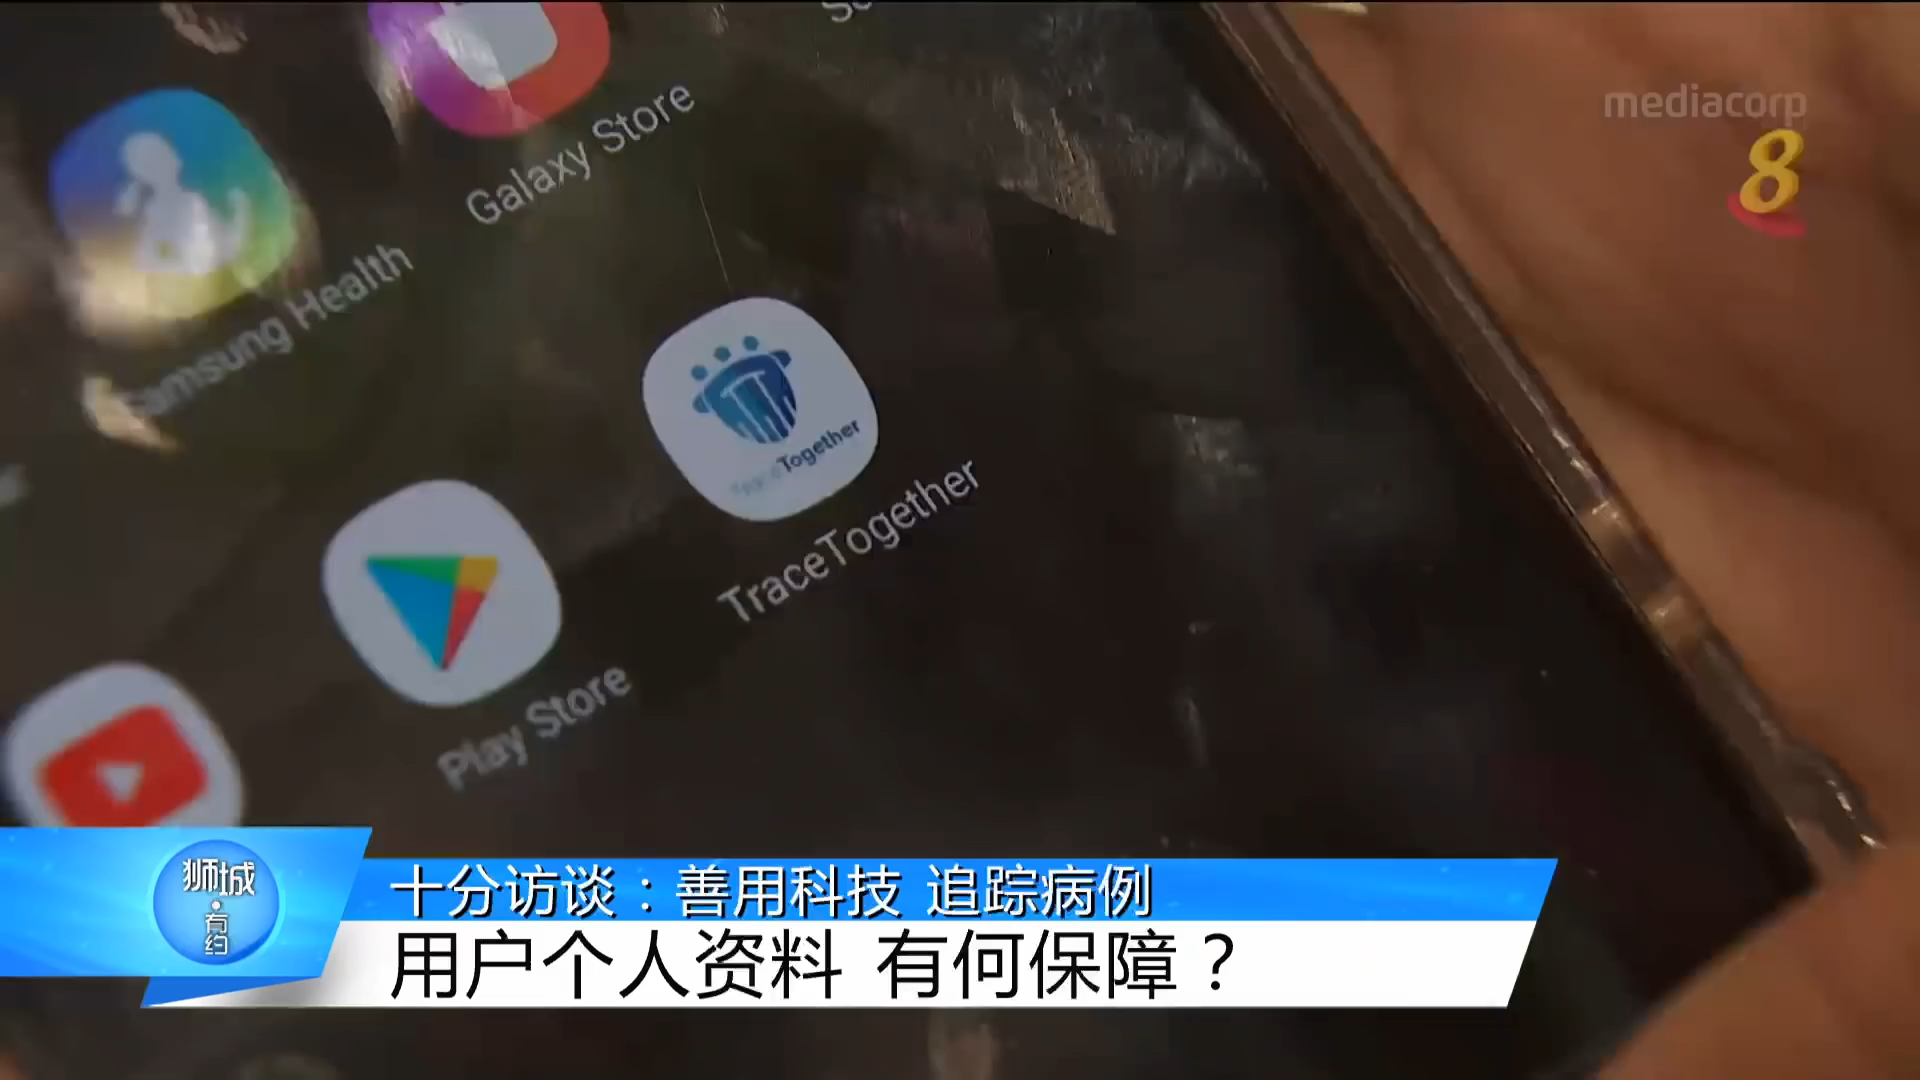 mediacorp
8
Galaxy Store
Samsung Health
TraceTogether
TraceTogether
Play Store
狮城
有约
十分访谈：善用科技 追踪病例
用户个人资料 有何保障？